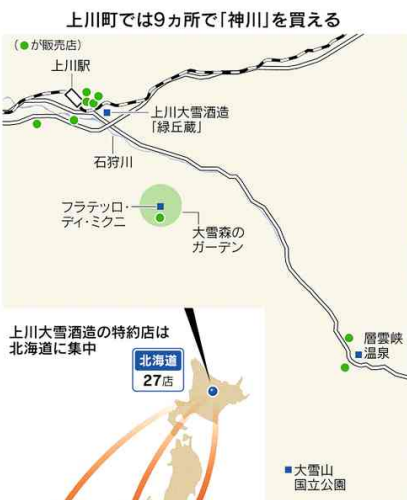 上川町では9ヵ所で「神川」を買える
（●が販売店）
上川駅
上川大雪酒造
「緑丘蔵」
石狩川
フラテッロ・
ディ・ミクニ
大雪森の
ガーデン
層雲峡
温泉
上川大雪酒造の特約店は
北海道に集中
北海道
27店
大雪山
国立公園